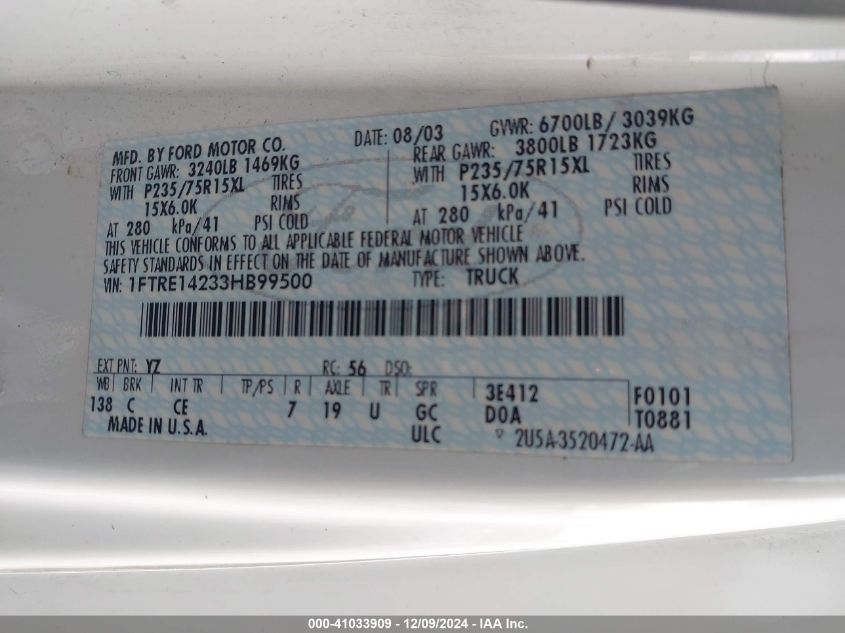 MFD. BY FORD MOTOR CO. DATE: 08/03 GVWR: 6700LB/ 3039KG
FRONT GAWR: 3240LB 1469KG REAR GAWR: 3800LB 1723KG
WITH P235/75R15XL TIRES WITH P235/75R15XL TIRES
15X6.0K RIMS 15X6.0K RIMS
AT 280 kPa/41 PSI COLD AT 280 kPa/41 PSI COLD
THIS VEHICLE CONFORMS TO ALL APPLICABLE FEDERAL MOTOR VEHICLE
SAFETY STANDARDS IN EFFECT ON THE DATE OF MANUFACTURE SHOWN ABOVE.
VIN: 1FTRE14233HB99500 TYPE: TRUCK
EXT PNT: YZ RC: 56 DSO:
WB BRK INT TR TP/PS R AXLE TR SPR 3E412 F0101
138 C CE 7 19 U GC D0A T0881
MADE IN U.S.A. ULC 2U5A-3520472-AA
000-41033909 - 12/09/2024 - IAA Inc.